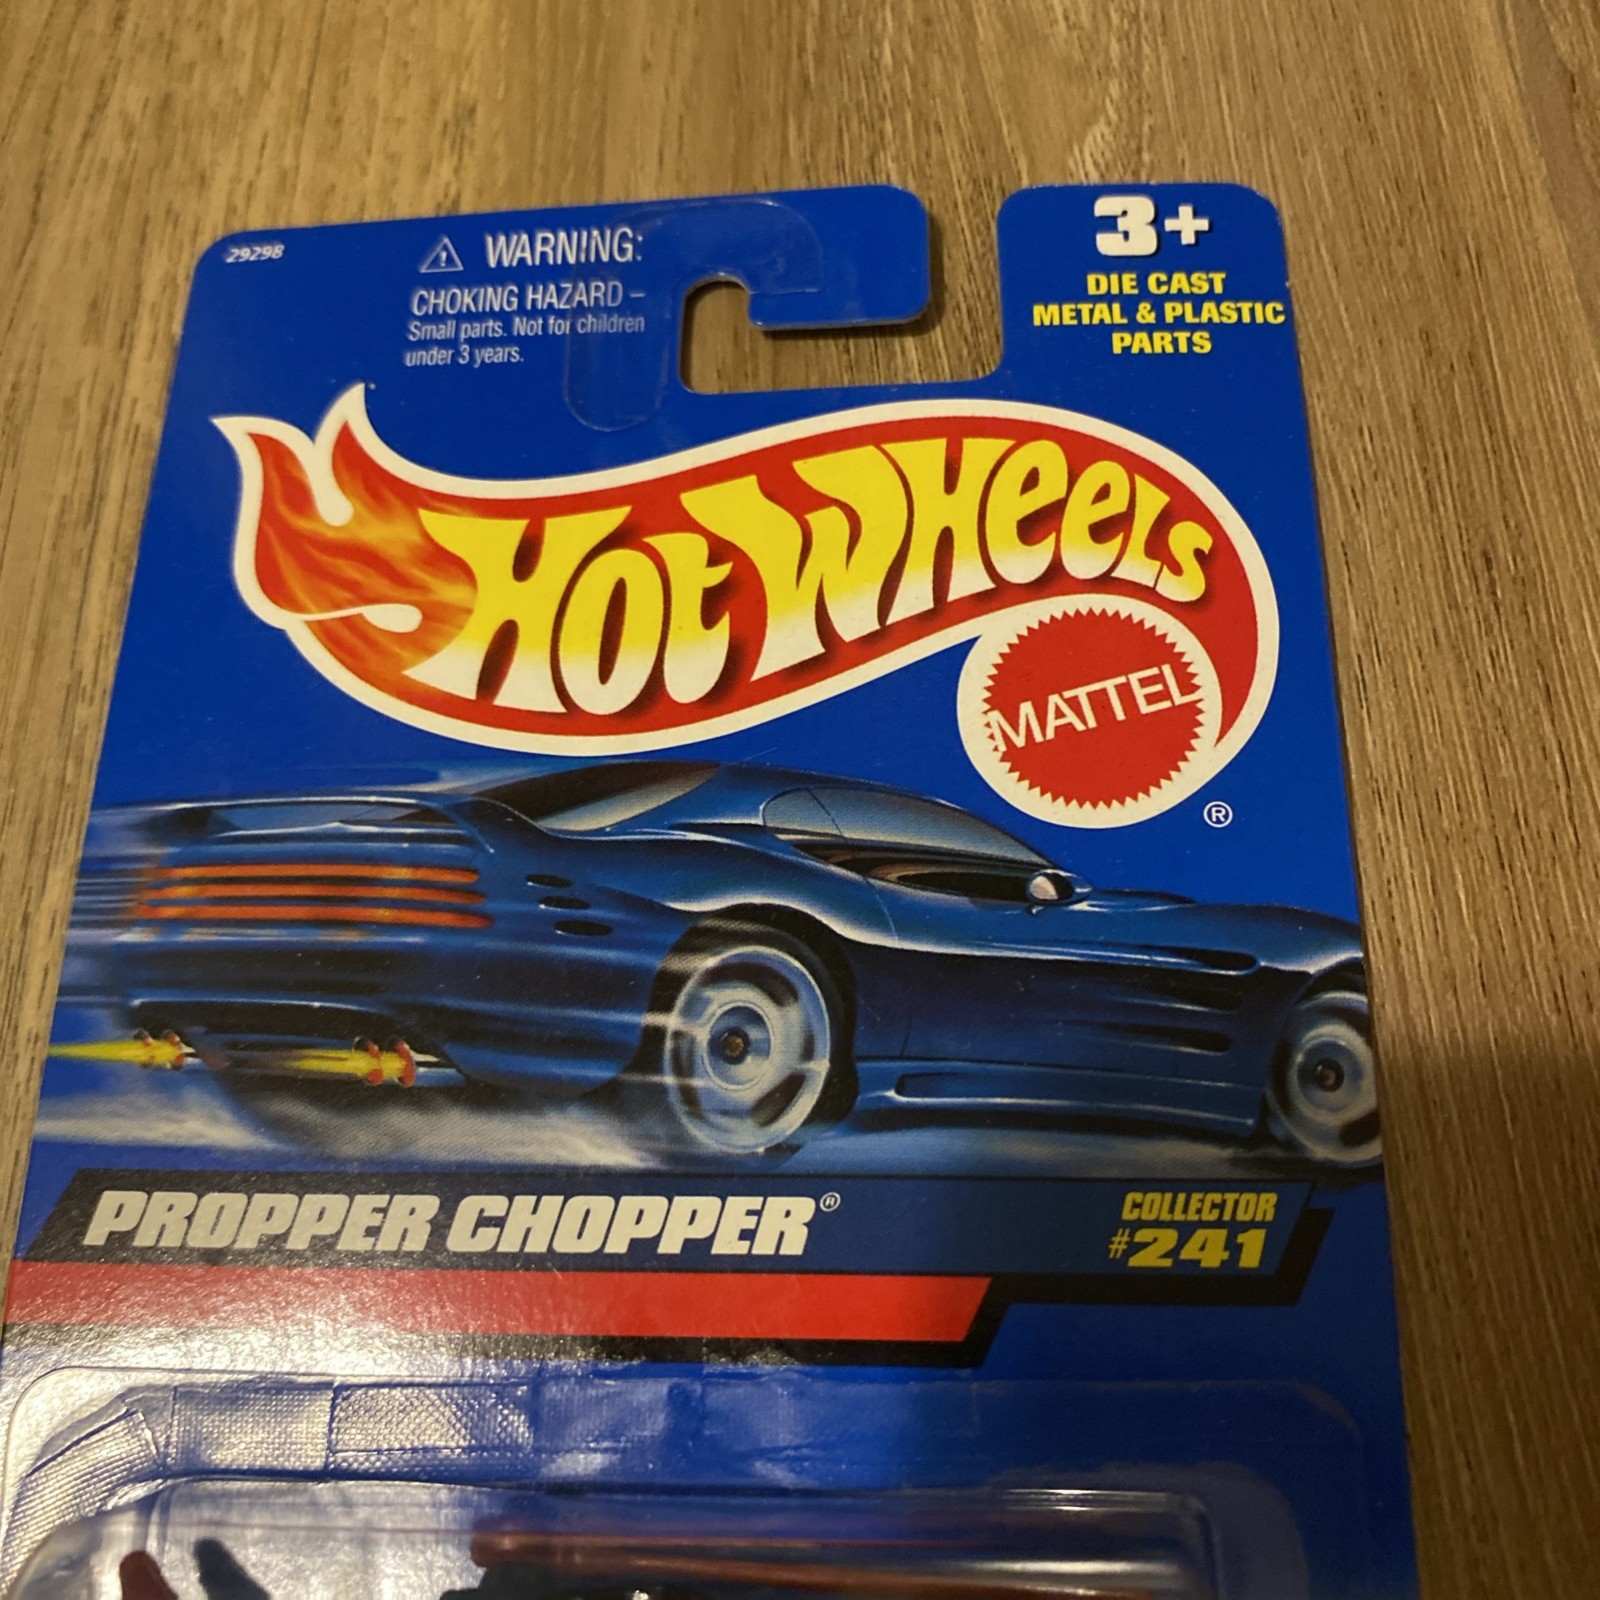 29298
WARNING:
CHOKING HAZARD –
Small parts. Not for children
under 3 years.
3+
DIE CAST
METAL & PLASTIC
PARTS
HOT WHEELS
MATTEL
®
PROPPER CHOPPER®
COLLECTOR
#241